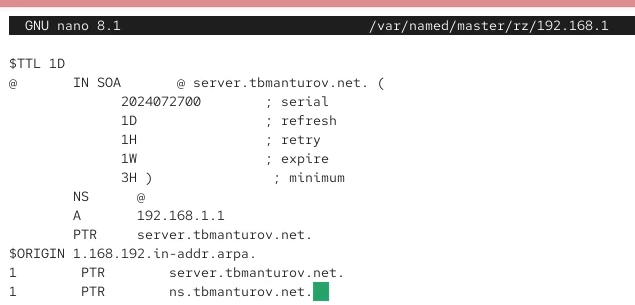 GNU nano 8.1 /var/named/master/rz/192.168.1
$TTL 1D
@ IN SOA @ server.tbmanturov.net. (
2024072700 ; serial
1D ; refresh
1H ; retry
1W ; expire
3H ) ; minimum
NS @
A 192.168.1.1
PTR server.tbmanturov.net.
$ORIGIN 1.168.192.in-addr.arpa.
1 PTR server.tbmanturov.net.
1 PTR ns.tbmanturov.net.